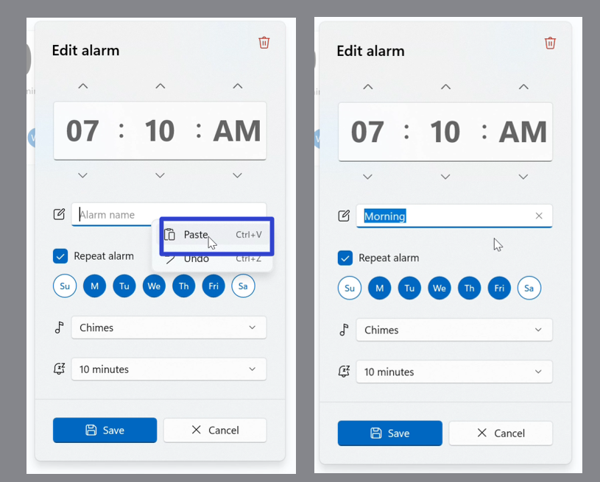 Edit alarm
07 : 10 : AM
Alarm name
Paste Ctrl+V
Undo Ctrl+Z
Repeat alarm
Su M Tu We Th Fri Sa
Chimes
10 minutes
Save Cancel
Edit alarm
07 : 10 : AM
Morning
Repeat alarm
Su M Tu We Th Fri Sa
Chimes
10 minutes
Save Cancel